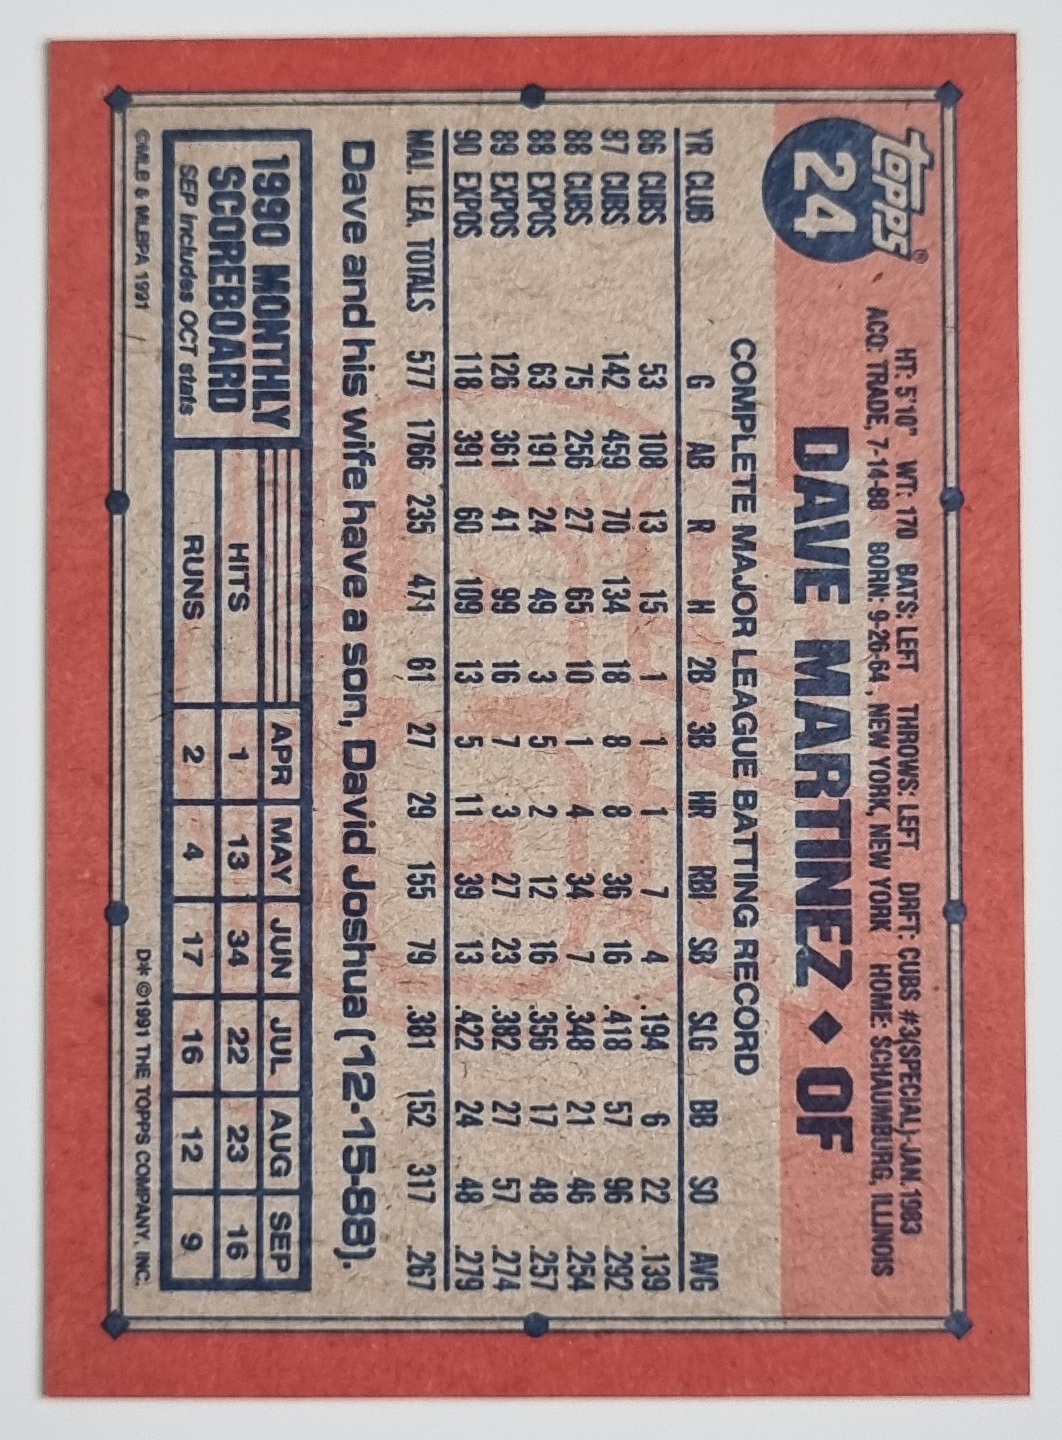 topps®
24
HT: 5'10" WT: 170 BATS: LEFT THROWS: LEFT DRFT: CUBS #3(SPECIAL)-JAN. 1983
ACQ: TRADE, 7-14-88 BORN: 9-26-64, NEW YORK, NEW YORK HOME: SCHAUMBURG, ILLINOIS
DAVE MARTINEZ ◆ OF
COMPLETE MAJOR LEAGUE BATTING RECORD
YR CLUB G AB R H 2B 3B HR RBI SB SLG BB SO AVG
86 CUBS 53 108 13 15 1 1 1 7 4 .194 6 22 .139
87 CUBS 142 459 70 134 18 8 8 36 16 .418 57 96 .292
88 CUBS 75 256 27 65 10 1 4 34 7 .348 21 46 .254
88 EXPOS 63 191 24 49 3 5 2 12 16 .356 17 48 .257
89 EXPOS 126 361 41 99 16 7 3 27 23 .382 27 57 .274
90 EXPOS 118 391 60 109 13 5 11 39 13 .422 24 48 .279
MAJ. LEA. TOTALS 577 1766 235 471 61 27 29 155 79 .381 152 317 .267
Dave and his wife have a son, David Joshua (12-15-88).
1990 MONTHLY
SCOREBOARD
SEP includes OCT stats
APR MAY JUN JUL AUG SEP
HITS 1 13 34 22 23 16
RUNS 2 4 17 16 12 9
©MLB & MLBPA 1991 D* ©1991 THE TOPPS COMPANY, INC.